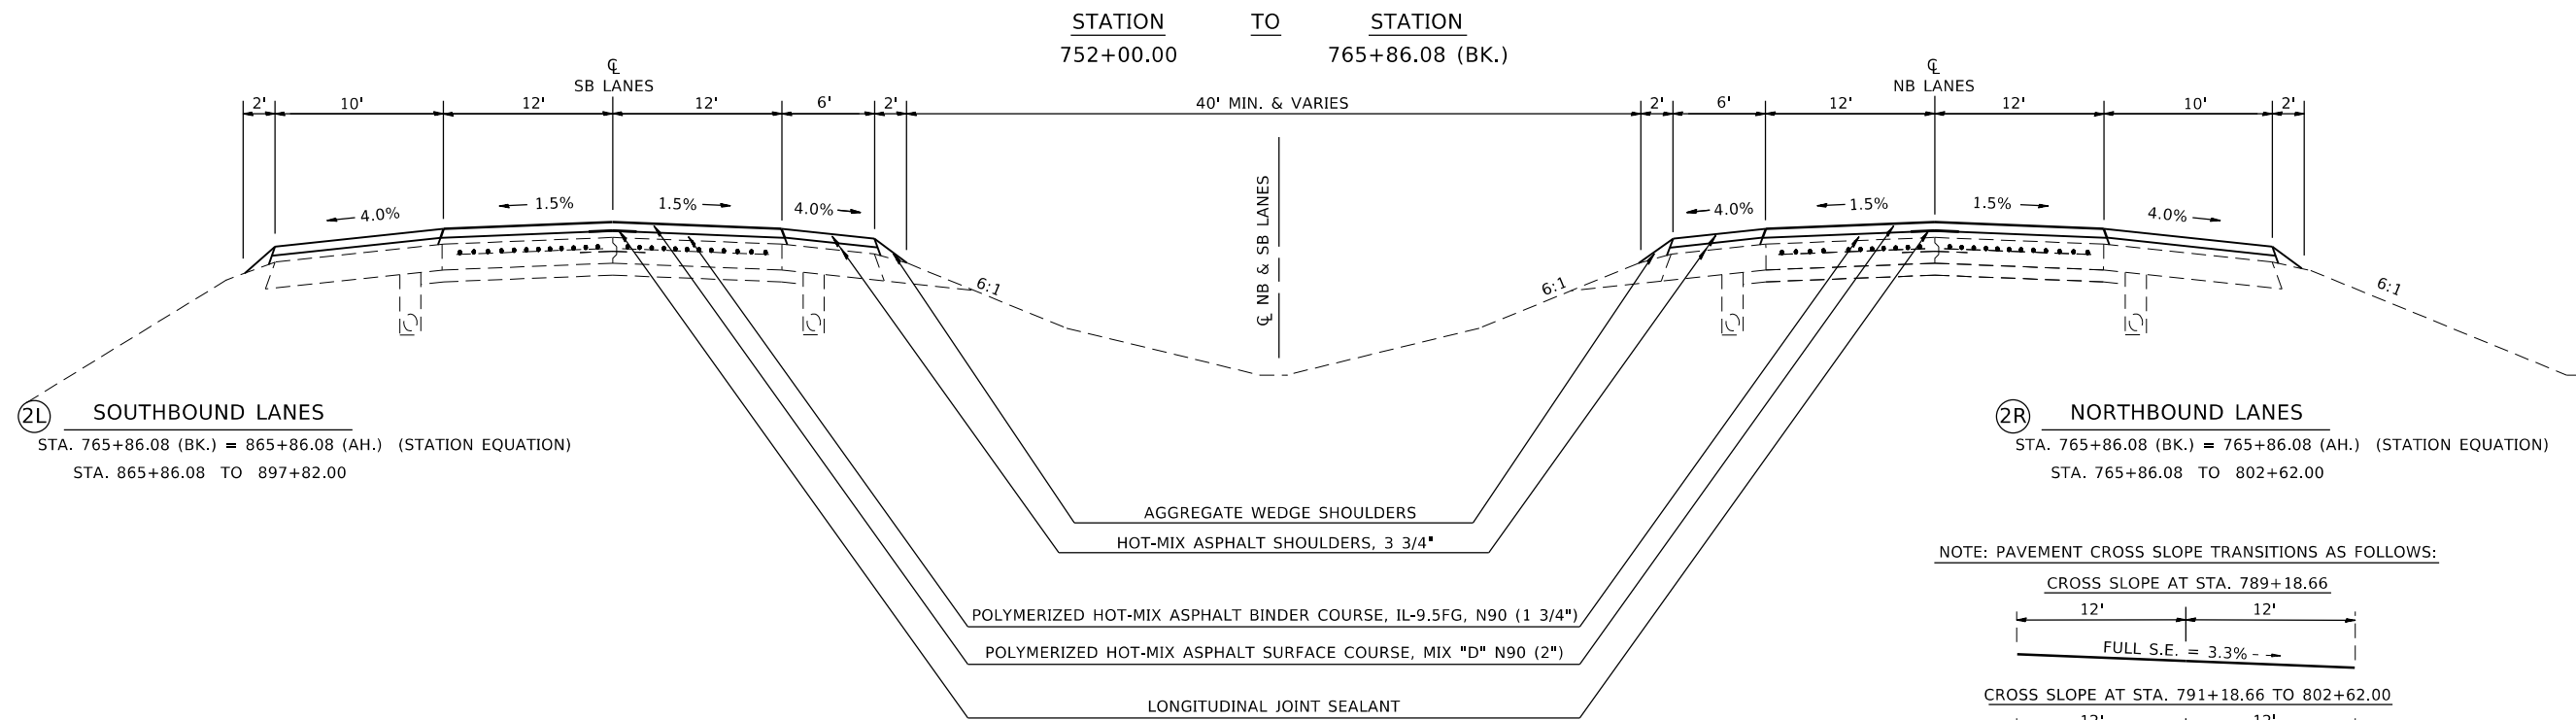 STATION TO STATION
752+00.00 765+86.08 (BK.)
℄ ℄
SB LANES NB LANES
2' 10' 12' 12' 6' 2' 40' MIN. & VARIES 2' 6' 12' 12' 10' 2'
4.0% 1.5% 1.5% 4.0% 4.0% 1.5% 1.5% 4.0%
℄ NB & SB LANES
6:1 6:1 6:1
2L SOUTHBOUND LANES
STA. 765+86.08 (BK.) = 865+86.08 (AH.) (STATION EQUATION)
STA. 865+86.08 TO 897+82.00
2R NORTHBOUND LANES
STA. 765+86.08 (BK.) = 765+86.08 (AH.) (STATION EQUATION)
STA. 765+86.08 TO 802+62.00
AGGREGATE WEDGE SHOULDERS
HOT-MIX ASPHALT SHOULDERS, 3 3/4"
POLYMERIZED HOT-MIX ASPHALT BINDER COURSE, IL-9.5FG, N90 (1 3/4")
POLYMERIZED HOT-MIX ASPHALT SURFACE COURSE, MIX "D" N90 (2")
LONGITUDINAL JOINT SEALANT
NOTE: PAVEMENT CROSS SLOPE TRANSITIONS AS FOLLOWS:
CROSS SLOPE AT STA. 789+18.66
12' 12'
FULL S.E. = 3.3%
CROSS SLOPE AT STA. 791+18.66 TO 802+62.00
12' 12'